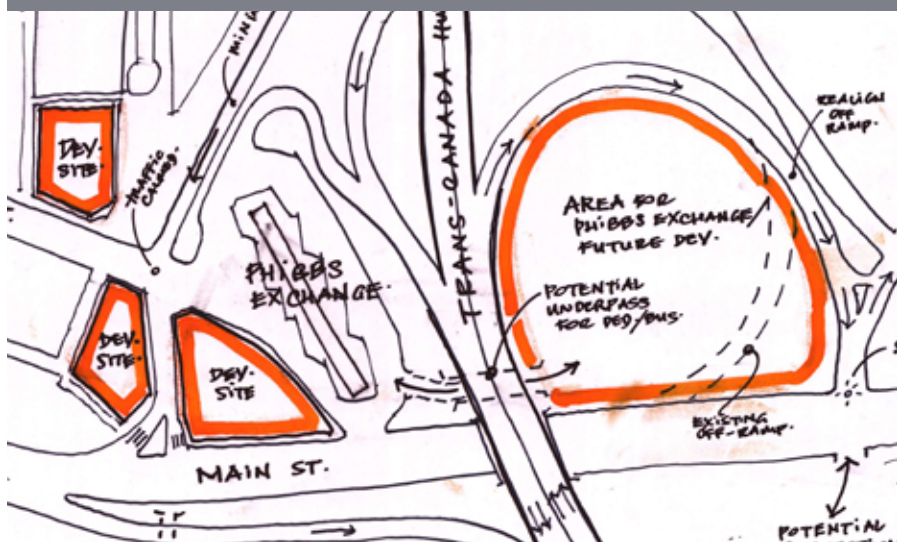 TRANS-CANADA
REALIGN
OFF
RAMP.
DEV.
SITE.
TRAFFIC
AREA FOR
PHIBBS EXCHANGE/
FUTURE DEV.
PHIBBS
EXCHANGE.
POTENTIAL
UNDERPASS
FOR PED./BUS.
DEV.
SITE.
DEV.
SITE
EXISTING
OFF-RAMP.
MAIN ST.
POTENTIAL